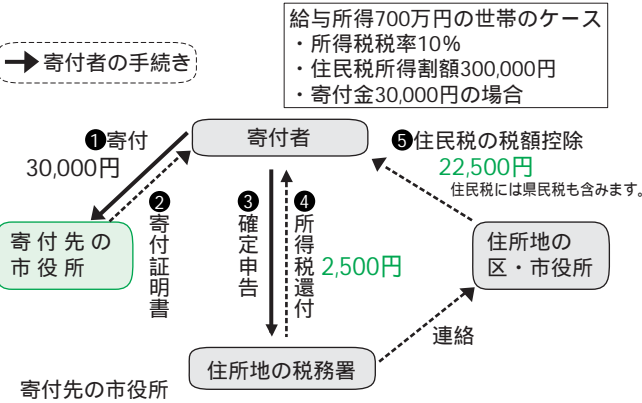 給与所得700万円の世帯のケース
・所得税税率10%
・住民税所得割額300,000円
・寄付金30,000円の場合
寄付者の手続き
❶寄付
30,000円
寄付者
❺住民税の税額控除
22,500円
住民税には県民税も含みます。
❷寄付証明書
❸確定申告
❹所得税還付
2,500円
寄付先の
市役所
住所地の
区・市役所
連絡
住所地の税務署
寄付先の市役所